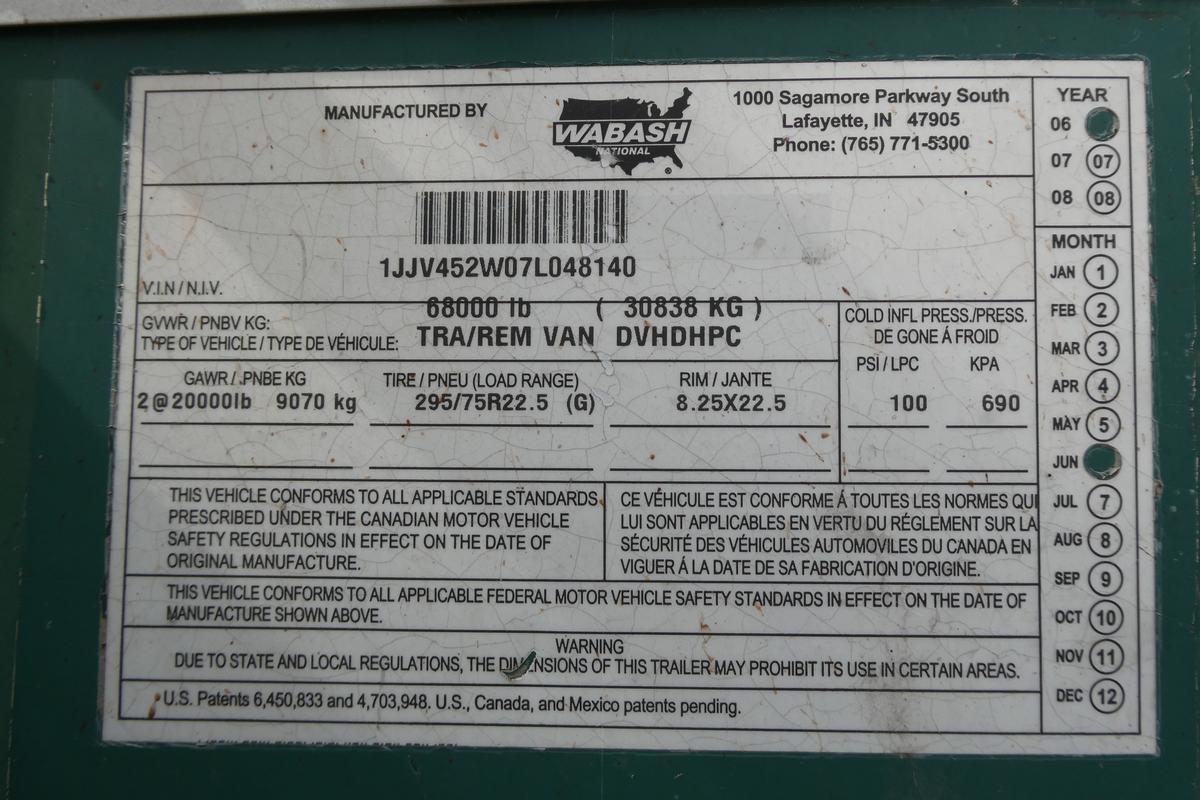 MANUFACTURED BY
WABASH
NATIONAL
®
1000 Sagamore Parkway South
Lafayette, IN 47905
Phone: (765) 771-5300
1JJV452W07L048140
V.I.N / N.I.V.
68000 lb ( 30838 KG )
GVWR / PNBV KG:
TYPE OF VEHICLE / TYPE DE VÉHICULE: TRA/REM VAN DVHDHPC
COLD INFL PRESS./PRESS.
DE GONE Á FROID
PSI / LPC KPA
GAWR / PNBE KG TIRE / PNEU (LOAD RANGE) RIM / JANTE
2@20000lb 9070 kg 295/75R22.5 (G) 8.25X22.5 100 690
THIS VEHICLE CONFORMS TO ALL APPLICABLE STANDARDS
PRESCRIBED UNDER THE CANADIAN MOTOR VEHICLE
SAFETY REGULATIONS IN EFFECT ON THE DATE OF
ORIGINAL MANUFACTURE.
CE VÉHICULE EST CONFORME Á TOUTES LES NORMES QUI
LUI SONT APPLICABLES EN VERTU DU RÉGLEMENT SUR LA
SÉCURITÉ DES VÉHICULES AUTOMOVILES DU CANADA EN
VIGUER Á LA DATE DE SA FABRICATION D'ORIGINE.
THIS VEHICLE CONFORMS TO ALL APPLICABLE FEDERAL MOTOR VEHICLE SAFETY STANDARDS IN EFFECT ON THE DATE OF
MANUFACTURE SHOWN ABOVE.
WARNING
DUE TO STATE AND LOCAL REGULATIONS, THE DIMENSIONS OF THIS TRAILER MAY PROHIBIT ITS USE IN CERTAIN AREAS.
U.S. Patents 6,450,833 and 4,703,948. U.S., Canada, and Mexico patents pending.
YEAR
06
07 07
08 08
MONTH
JAN 1
FEB 2
MAR 3
APR 4
MAY 5
JUN
JUL 7
AUG 8
SEP 9
OCT 10
NOV 11
DEC 12